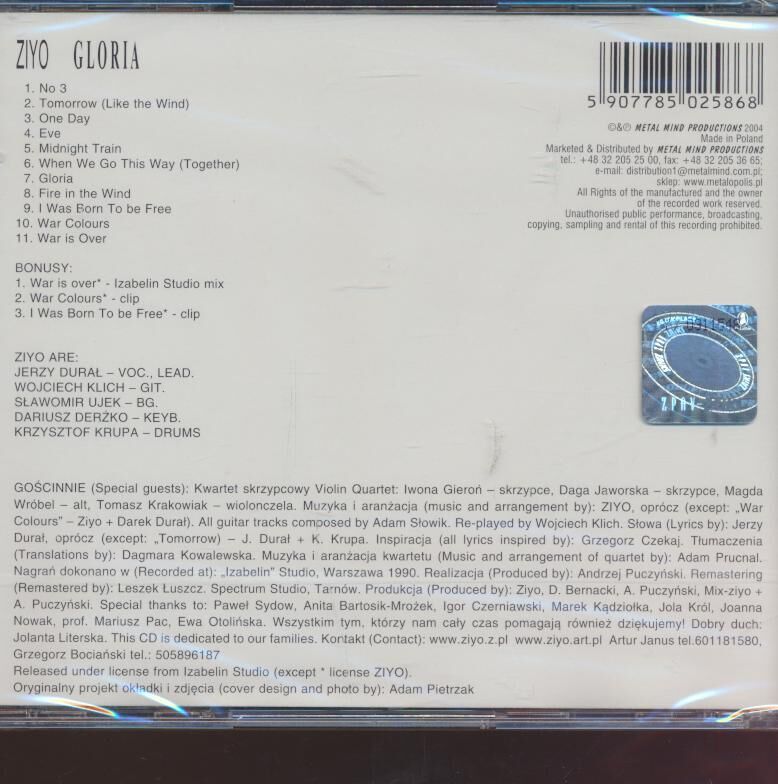 ZIYO GLORIA
1. No 3
2. Tomorrow (Like the Wind)
3. One Day
4. Eve
5. Midnight Train
6. When We Go This Way (Together)
7. Gloria
8. Fire in the Wind
9. I Was Born To be Free
10. War Colours
11. War is Over
BONUSY:
1. War is over* - Izabelin Studio mix
2. War Colours* - clip
3. I Was Born To be Free* - clip
ZIYO ARE:
JERZY DURAŁ – VOC., LEAD.
WOJCIECH KLICH – GIT.
SŁAWOMIR UJEK – BG.
DARIUSZ DERŻKO – KEYB.
KRZYSZTOF KRUPA – DRUMS
5 907785 025868
©&℗ METAL MIND PRODUCTIONS 2004
Made in Poland
Marketed & Distributed by METAL MIND PRODUCTIONS
tel.: +48 32 205 25 00, fax: +48 32 205 36 65;
e-mail: distribution1@metalmind.com.pl;
sklep: www.metalopolis.pl
All Rights of the manufactured and the owner
of the recorded work reserved.
Unauthorised public performance, broadcasting,
copying, sampling and rental of this recording prohibited.
ZPAV
GOŚCINNIE (Special guests): Kwartet skrzypcowy Violin Quartet: Iwona Gieroń – skrzypce, Daga Jaworska – skrzypce, Magda
Wróbel – alt, Tomasz Krakowiak – wiolonczela. Muzyka i aranżacja (music and arrangement by): ZIYO, oprócz (except: „War
Colours” – Ziyo + Darek Durał). All guitar tracks composed by Adam Słowik. Re-played by Wojciech Klich. Słowa (Lyrics by): Jerzy
Durał, oprócz (except: „Tomorrow) – J. Durał + K. Krupa. Inspiracja (all lyrics inspired by): Grzegorz Czekaj. Tłumaczenia
(Translations by): Dagmara Kowalewska. Muzyka i aranżacja kwartetu (Music and arrangement of quartet by): Adam Prucnal.
Nagrań dokonano w (Recorded at): „Izabelin” Studio, Warszawa 1990. Realizacja (Produced by): Andrzej Puczyński. Remastering
(Remastered by): Leszek Łuszcz. Spectrum Studio, Tarnów. Produkcja (Produced by): Ziyo, D. Bernacki, A. Puczyński, Mix-ziyo +
A. Puczyński. Special thanks to: Paweł Sydow, Anita Bartosik-Mrożek, Igor Czerniawski, Marek Kądziołka, Jola Król, Joanna
Nowak, prof. Mariusz Pac, Ewa Otolińska. Wszystkim tym, którzy nam cały czas pomagają również dziękujemy! Dobry duch:
Jolanta Literska. This CD is dedicated to our families. Kontakt (Contact): www.ziyo.z.pl www.ziyo.art.pl Artur Janus tel.601181580,
Grzegorz Bociański tel.: 505896187
Released under license from Izabelin Studio (except * license ZIYO).
Oryginalny projekt okładki i zdjęcia (cover design and photo by): Adam Pietrzak